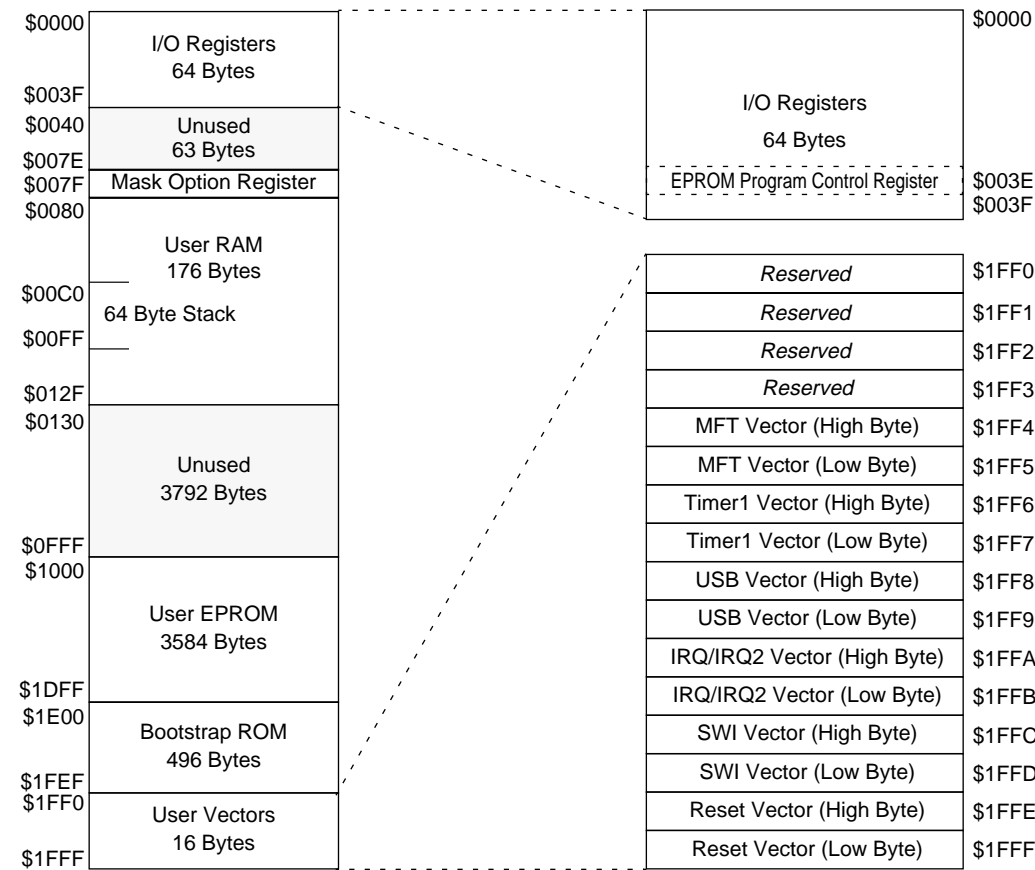 $0000
I/O Registers
64 Bytes
$003F
$0040
Unused
63 Bytes
$007E
$007F
Mask Option Register
$0080
User RAM
176 Bytes
$00C0
64 Byte Stack
$00FF
$012F
$0130
Unused
3792 Bytes
$0FFF
$1000
User EPROM
3584 Bytes
$1DFF
$1E00
Bootstrap ROM
496 Bytes
$1FEF
$1FF0
User Vectors
16 Bytes
$1FFF
$0000
I/O Registers
64 Bytes
EPROM Program Control Register $003E
$003F
Reserved $1FF0
Reserved $1FF1
Reserved $1FF2
Reserved $1FF3
MFT Vector (High Byte) $1FF4
MFT Vector (Low Byte) $1FF5
Timer1 Vector (High Byte) $1FF6
Timer1 Vector (Low Byte) $1FF7
USB Vector (High Byte) $1FF8
USB Vector (Low Byte) $1FF9
IRQ/IRQ2 Vector (High Byte) $1FFA
IRQ/IRQ2 Vector (Low Byte) $1FFB
SWI Vector (High Byte) $1FFC
SWI Vector (Low Byte) $1FFD
Reset Vector (High Byte) $1FFE
Reset Vector (Low Byte) $1FFF